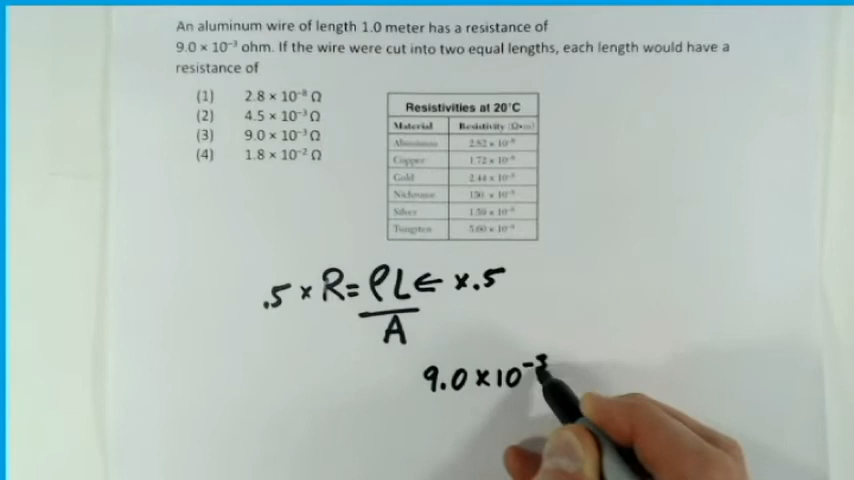 An aluminum wire of length 1.0 meter has a resistance of
9.0 × 10⁻³ ohm. If the wire were cut into two equal lengths, each length would have a
resistance of
(1) 2.8 × 10⁻⁸ Ω
(2) 4.5 × 10⁻³ Ω
(3) 9.0 × 10⁻³ Ω
(4) 1.8 × 10⁻² Ω
Resistivities at 20°C
Material Resistivity (Ω•m)
Aluminum 2.82 × 10⁻⁸
Copper 1.72 × 10⁻⁸
Gold 2.44 × 10⁻⁸
Nichrome 150. × 10⁻⁸
Silver 1.59 × 10⁻⁸
Tungsten 5.60 × 10⁻⁸
.5 × R = ρL ← × .5
A
9.0 × 10⁻³